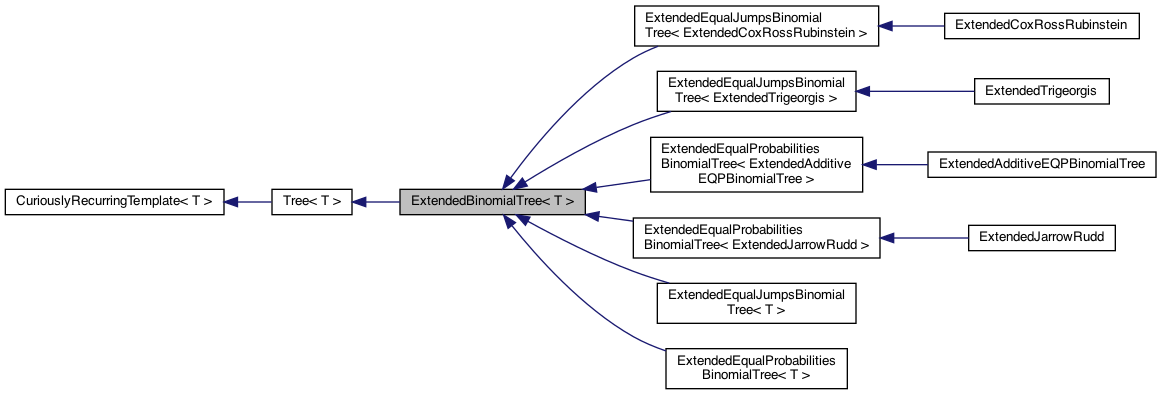 ExtendedEqualJumpsBinomial
Tree< ExtendedCoxRossRubinstein >
ExtendedCoxRossRubinstein
ExtendedEqualJumpsBinomial
Tree< ExtendedTrigeorgis >
ExtendedTrigeorgis
ExtendedEqualProbabilities
BinomialTree< ExtendedAdditive
EQPBinomialTree >
ExtendedAdditiveEQPBinomialTree
CuriouslyRecurringTemplate< T >
Tree< T >
ExtendedBinomialTree< T >
ExtendedEqualProbabilities
BinomialTree< ExtendedJarrowRudd >
ExtendedJarrowRudd
ExtendedEqualJumpsBinomial
Tree< T >
ExtendedEqualProbabilities
BinomialTree< T >